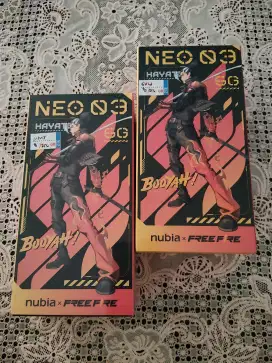 NEO 03
HAYATO
5G
BOOYAH!
nubia x FREE FIRE
NEO 03
HAYATO
5G
BOOYAH!
nubia x FREE FIRE